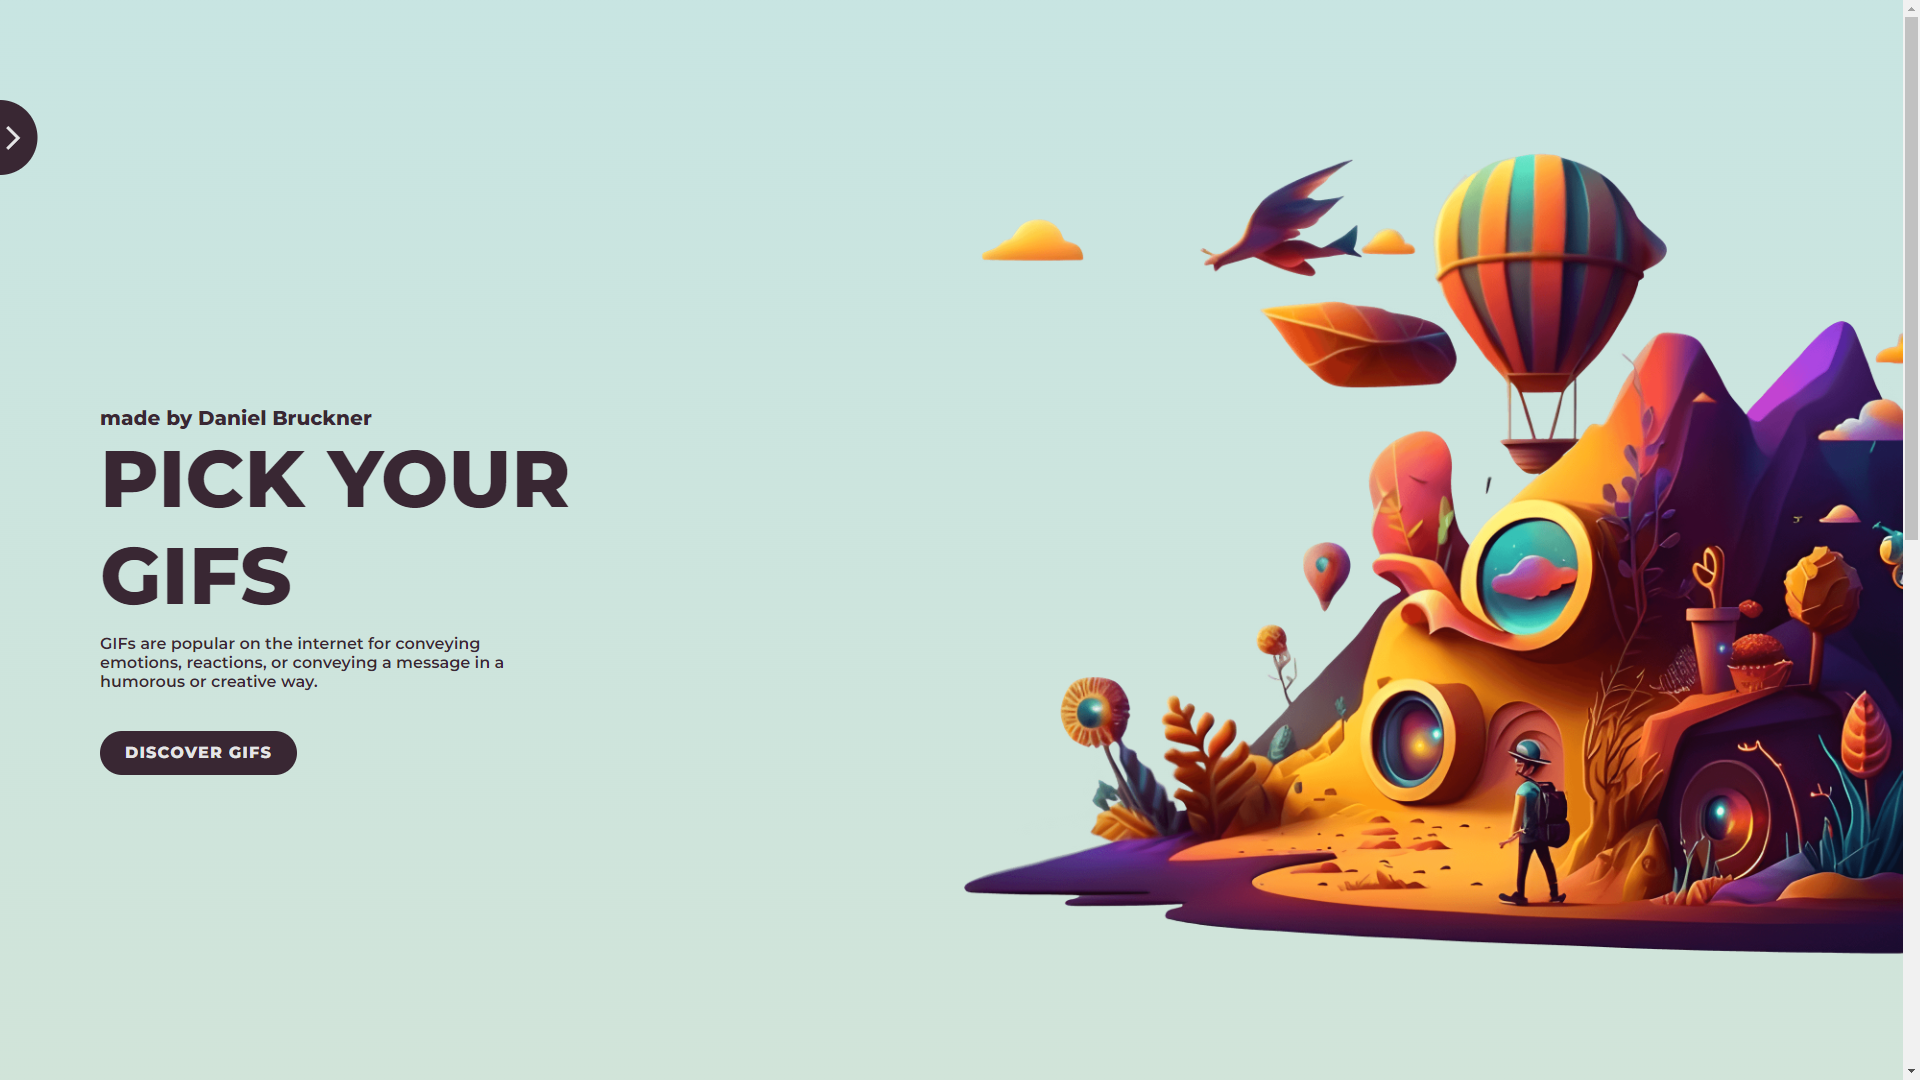 made by Daniel Bruckner
PICK YOUR
GIFS
GIFs are popular on the internet for conveying
emotions, reactions, or conveying a message in a
humorous or creative way.
DISCOVER GIFS